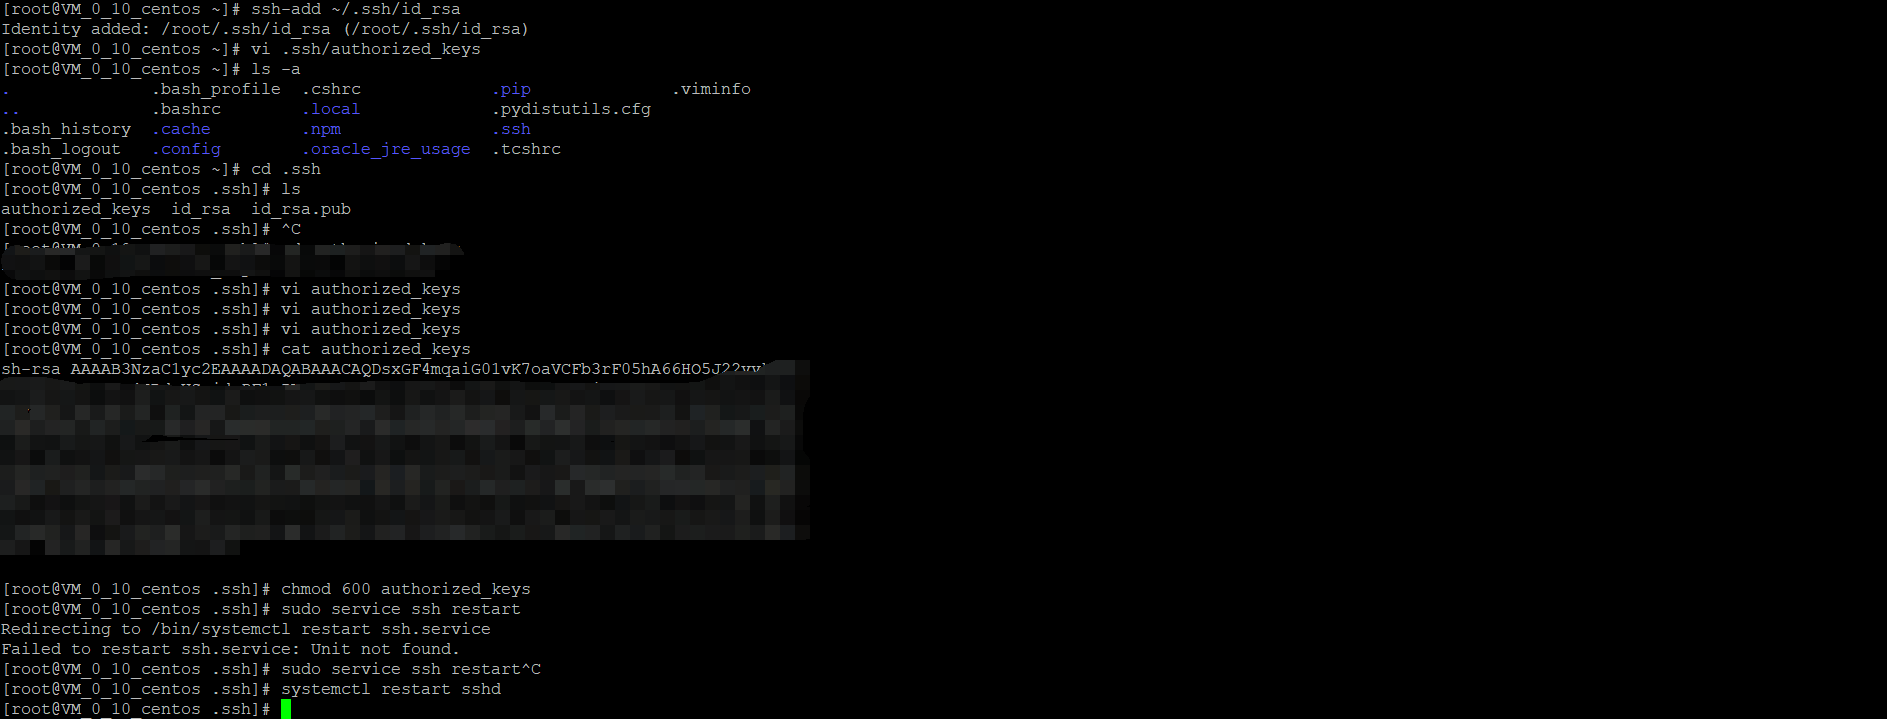 [root@VM_0_10_centos ~]# ssh-add ~/.ssh/id_rsa
Identity added: /root/.ssh/id_rsa (/root/.ssh/id_rsa)
[root@VM_0_10_centos ~]# vi .ssh/authorized_keys
[root@VM_0_10_centos ~]# ls -a
. .bash_profile .cshrc .pip .viminfo
.. .bashrc .local .pydistutils.cfg
.bash_history .cache .npm .ssh
.bash_logout .config .oracle_jre_usage .tcshrc
[root@VM_0_10_centos ~]# cd .ssh
[root@VM_0_10_centos .ssh]# ls
authorized_keys id_rsa id_rsa.pub
[root@VM_0_10_centos .ssh]# ^C
[root@VM_0_10_centos .ssh]# vi authorized_keys
[root@VM_0_10_centos .ssh]# vi authorized_keys
[root@VM_0_10_centos .ssh]# vi authorized_keys
[root@VM_0_10_centos .ssh]# cat authorized_keys
sh-rsa
[root@VM_0_10_centos .ssh]# chmod 600 authorized_keys
[root@VM_0_10_centos .ssh]# sudo service ssh restart
Redirecting to /bin/systemctl restart ssh.service
Failed to restart ssh.service: Unit not found.
[root@VM_0_10_centos .ssh]# sudo service ssh restart^C
[root@VM_0_10_centos .ssh]# systemctl restart sshd
[root@VM_0_10_centos .ssh]#